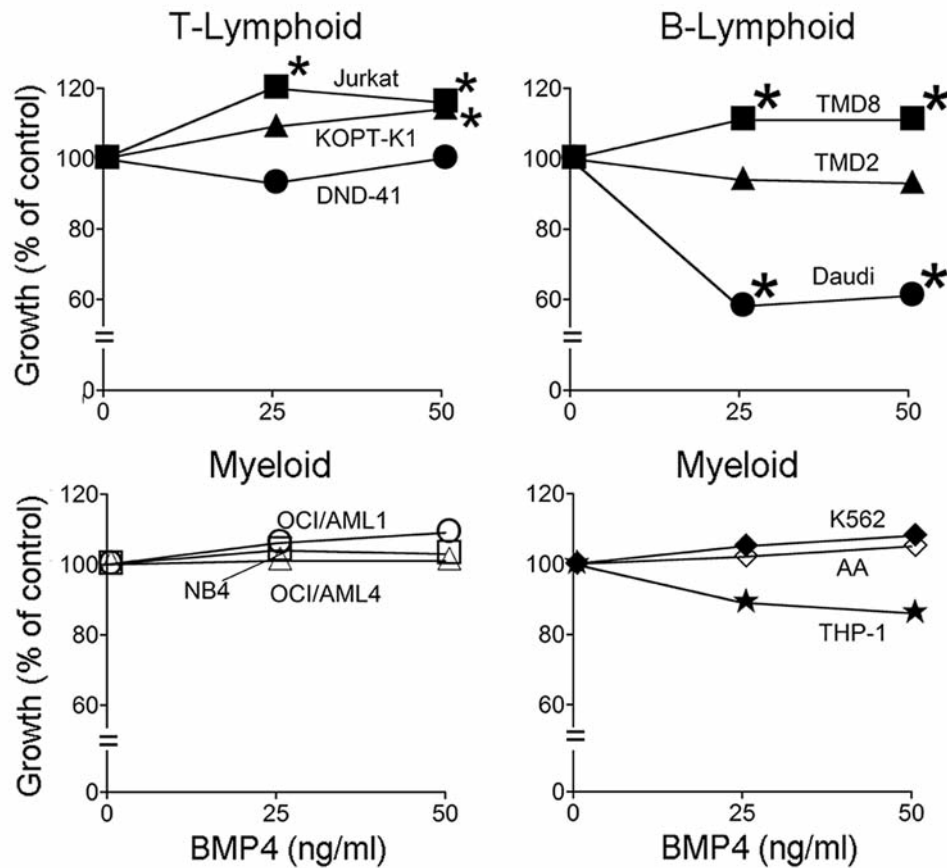 T-Lymphoid
B-Lymphoid
Growth (% of control)
120
100
80
60
0
0
25
50
Jurkat
*
*
KOPT-K1
*
DND-41
120
100
80
60
0
0
25
50
*
TMD8
*
TMD2
*
Daudi
*
Myeloid
Myeloid
Growth (% of control)
120
100
80
60
0
0
25
50
BMP4 (ng/ml)
OCI/AML1
NB4
OCI/AML4
120
100
80
60
0
0
25
50
BMP4 (ng/ml)
K562
AA
THP-1